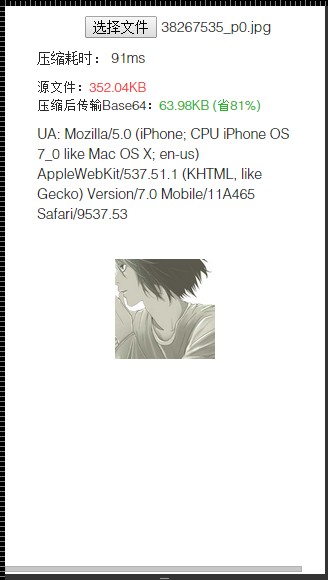 选择文件 38267535_p0.jpg
压缩耗时： 91ms
源文件：352.04KB
压缩后传输Base64：63.98KB (省81%)
UA: Mozilla/5.0 (iPhone; CPU iPhone OS
7_0 like Mac OS X; en-us)
AppleWebKit/537.51.1 (KHTML, like
Gecko) Version/7.0 Mobile/11A465
Safari/9537.53